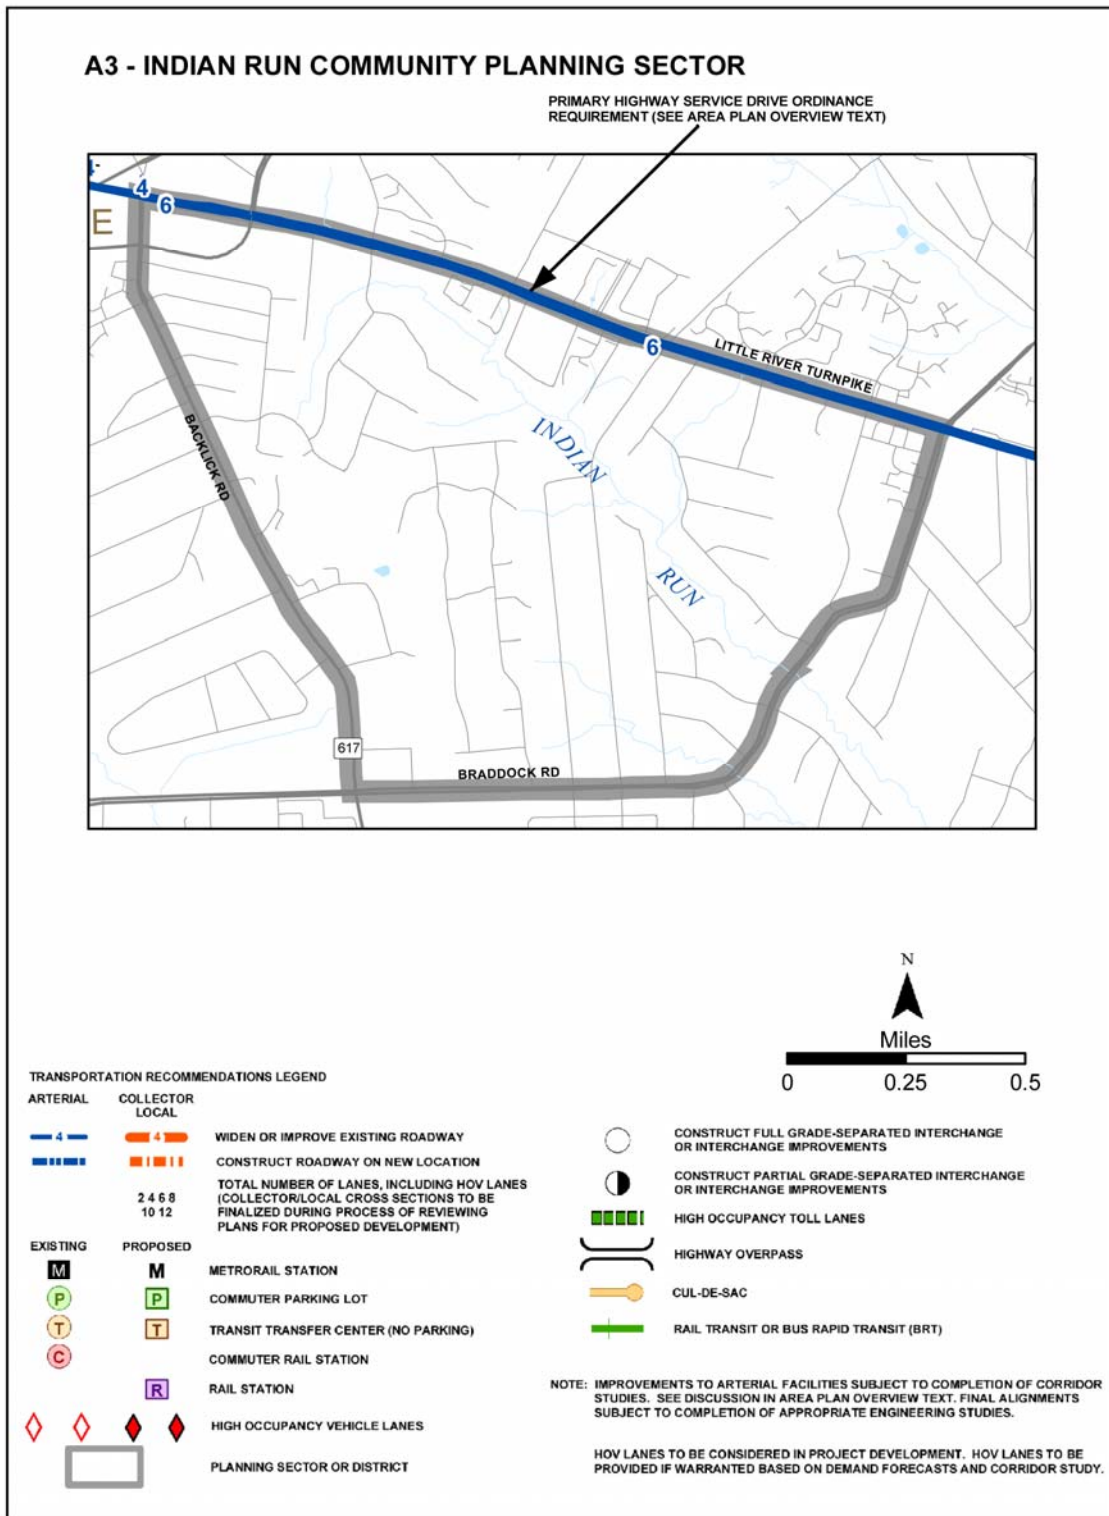 A3 - INDIAN RUN COMMUNITY PLANNING SECTOR
PRIMARY HIGHWAY SERVICE DRIVE ORDINANCE
REQUIREMENT (SEE AREA PLAN OVERVIEW TEXT)
4
6
E
6
LITTLE RIVER TURNPIKE
BACKLICK RD
INDIAN
RUN
617
BRADDOCK RD
N
Miles
0 0.25 0.5
TRANSPORTATION RECOMMENDATIONS LEGEND
ARTERIAL COLLECTOR
LOCAL
4 4 WIDEN OR IMPROVE EXISTING ROADWAY
CONSTRUCT ROADWAY ON NEW LOCATION
2 4 6 8
10 12
TOTAL NUMBER OF LANES, INCLUDING HOV LANES
(COLLECTOR/LOCAL CROSS SECTIONS TO BE
FINALIZED DURING PROCESS OF REVIEWING
PLANS FOR PROPOSED DEVELOPMENT)
EXISTING PROPOSED
M M METRORAIL STATION
P P COMMUTER PARKING LOT
T T TRANSIT TRANSFER CENTER (NO PARKING)
C COMMUTER RAIL STATION
R RAIL STATION
HIGH OCCUPANCY VEHICLE LANES
PLANNING SECTOR OR DISTRICT
CONSTRUCT FULL GRADE-SEPARATED INTERCHANGE
OR INTERCHANGE IMPROVEMENTS
CONSTRUCT PARTIAL GRADE-SEPARATED INTERCHANGE
OR INTERCHANGE IMPROVEMENTS
HIGH OCCUPANCY TOLL LANES
HIGHWAY OVERPASS
CUL-DE-SAC
RAIL TRANSIT OR BUS RAPID TRANSIT (BRT)
NOTE: IMPROVEMENTS TO ARTERIAL FACILITIES SUBJECT TO COMPLETION OF CORRIDOR
STUDIES. SEE DISCUSSION IN AREA PLAN OVERVIEW TEXT. FINAL ALIGNMENTS
SUBJECT TO COMPLETION OF APPROPRIATE ENGINEERING STUDIES.
HOV LANES TO BE CONSIDERED IN PROJECT DEVELOPMENT. HOV LANES TO BE
PROVIDED IF WARRANTED BASED ON DEMAND FORECASTS AND CORRIDOR STUDY.